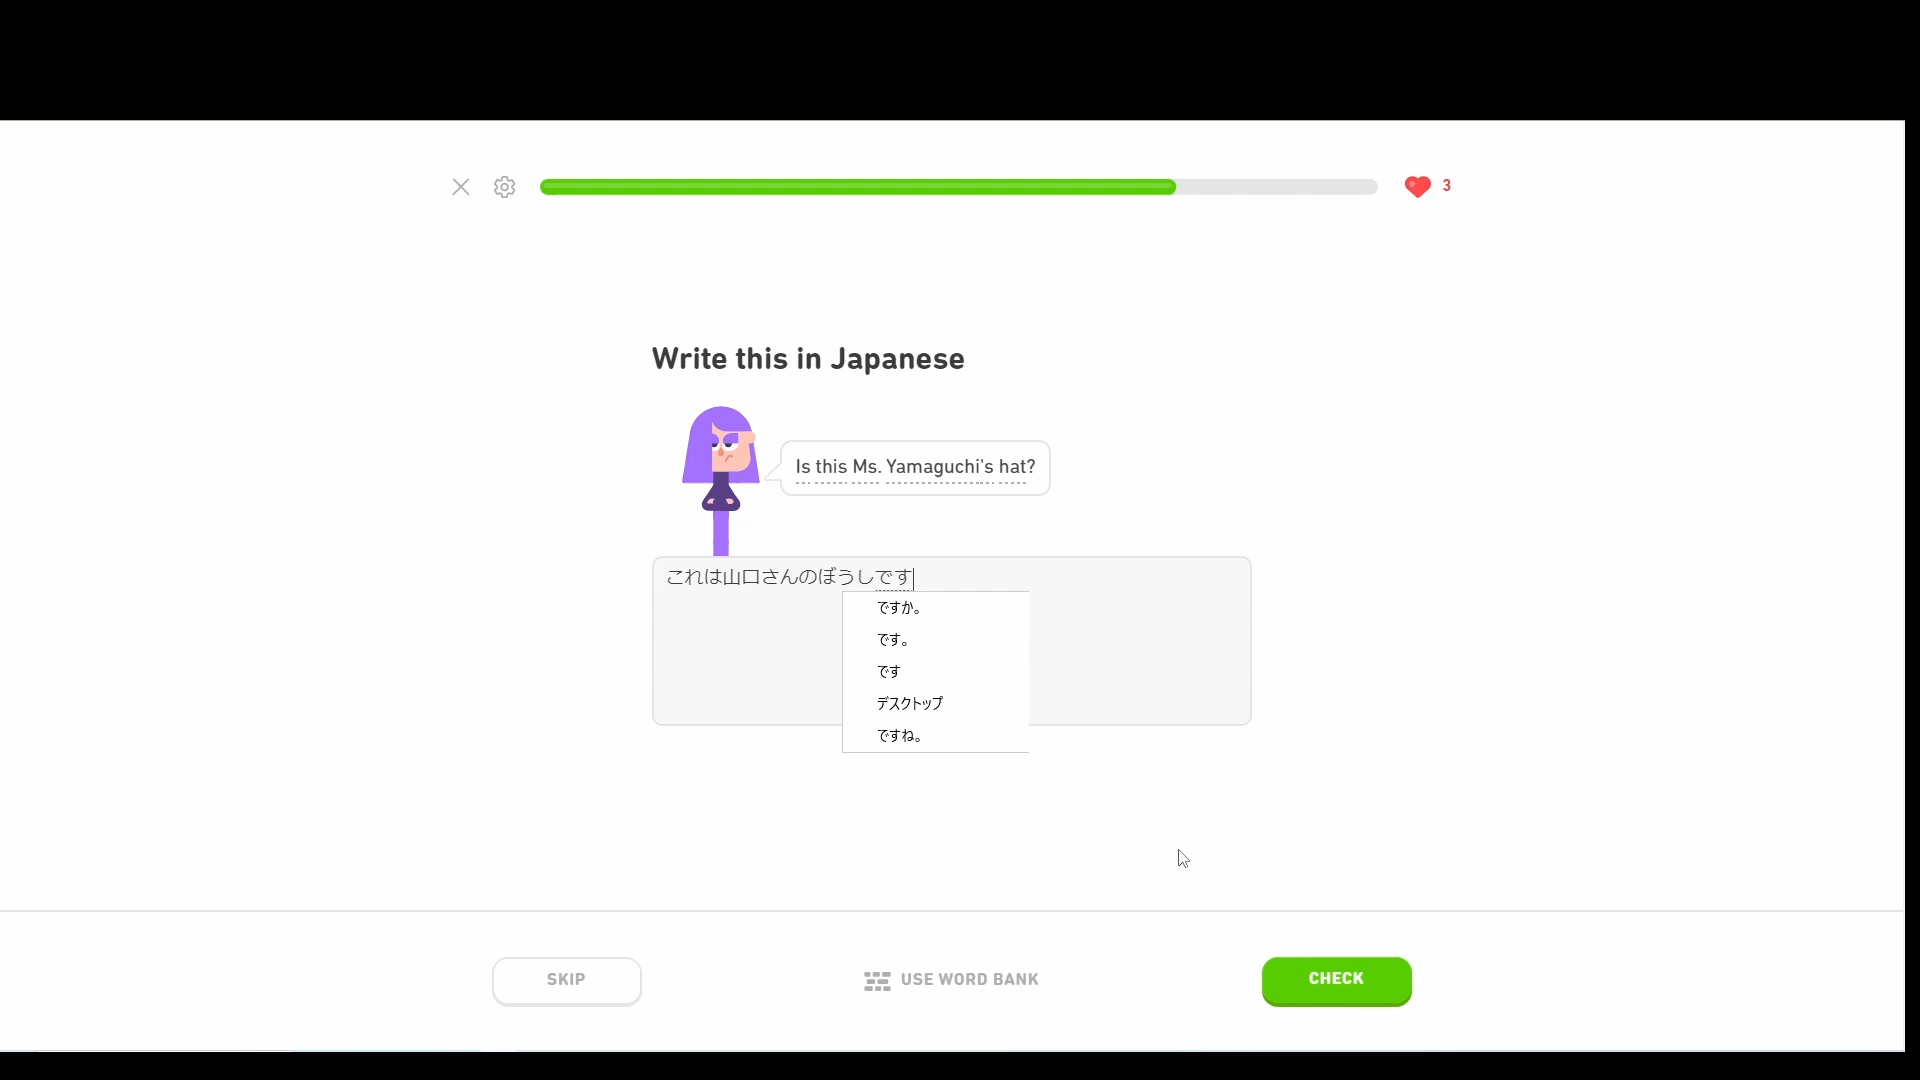 3
Write this in Japanese
Is this Ms. Yamaguchi's hat?
これは山口さんのぼうしです
ですか。
です。
です
デスクトップ
ですね。
SKIP
USE WORD BANK
CHECK